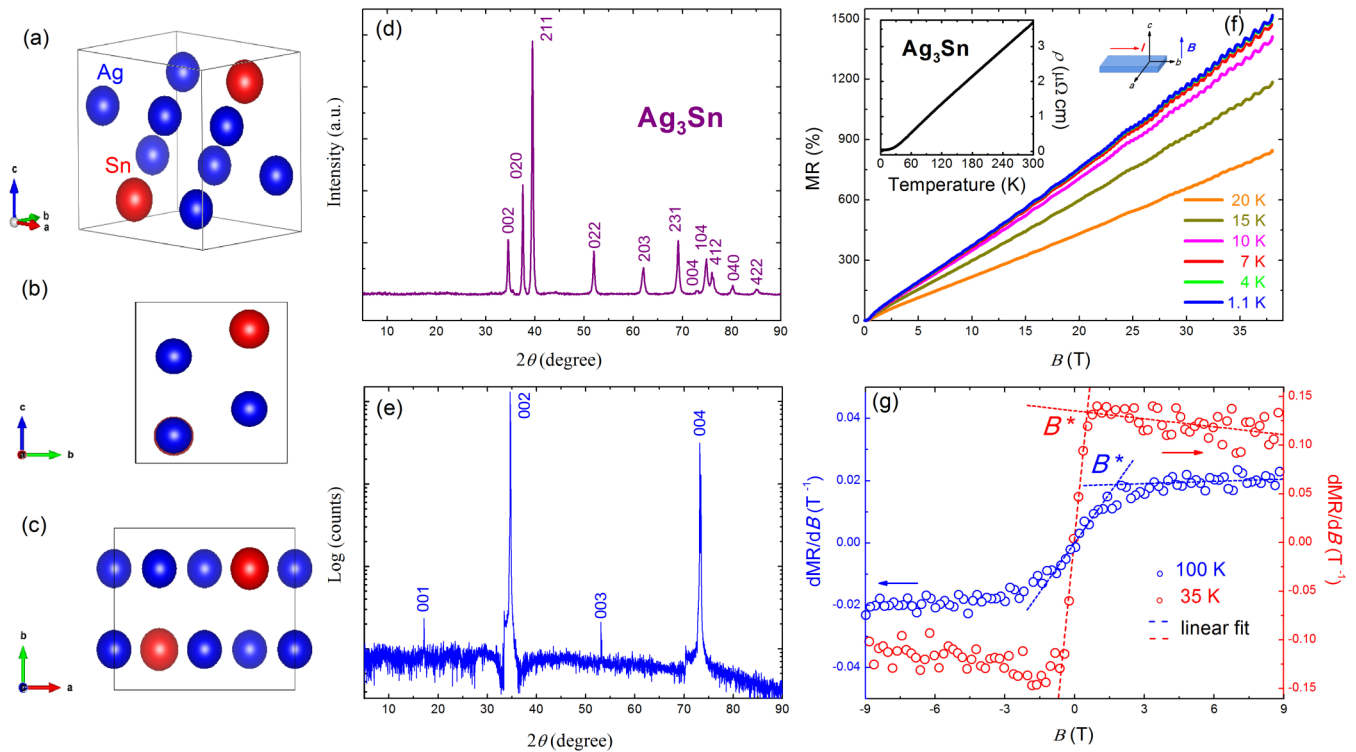 (a)
Ag
Sn
c
b
a
(b)
c
b
(c)
b
a
(d)
211
Ag3Sn
020
002
022
203
231
004
104
412
040
422
Intensity (a.u.)
10 20 30 40 50 60 70 80 90
2θ (degree)
(e)
002
004
001
003
Log (counts)
10 20 30 40 50 60 70 80 90
2θ (degree)
(f)
1500
1200
900
600
300
0
MR (%)
Ag3Sn
3
2
1
0
ρ (μΩ cm)
0 60 120 180 240 300
Temperature (K)
c
I
B
b
a
20 K
15 K
10 K
7 K
4 K
1.1 K
0 5 10 15 20 25 30 35
B (T)
(g)
0.04
0.02
0.00
-0.02
-0.04
dMR/dB (T -1)
B*
B*
100 K
35 K
linear fit
0.15
0.10
0.05
0.00
-0.05
-0.10
-0.15
dMR/dB (T-1)
-9 -6 -3 0 3 6 9
B (T)